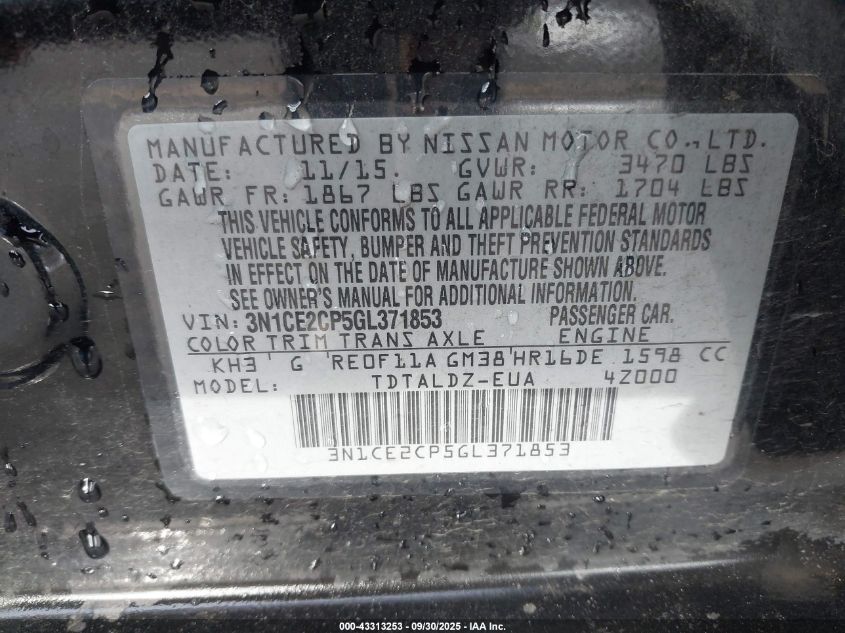 MANUFACTURED BY NISSAN MOTOR CO., LTD.
DATE: 11/15. GVWR: 3470 LBS
GAWR FR: 1867 LBS GAWR RR: 1704 LBS
THIS VEHICLE CONFORMS TO ALL APPLICABLE FEDERAL MOTOR
VEHICLE SAFETY, BUMPER AND THEFT PREVENTION STANDARDS
IN EFFECT ON THE DATE OF MANUFACTURE SHOWN ABOVE.
SEE OWNER'S MANUAL FOR ADDITIONAL INFORMATION.
VIN: 3N1CE2CP5GL371853 PASSENGER CAR.
COLOR TRIM TRANS AXLE ENGINE
KH3 G RE0F11A GM38 HR16DE 1598 CC
MODEL: TDTALDZ-EUA 4Z000
3N1CE2CP5GL371853
000-43313253 - 09/30/2025 - IAA Inc.